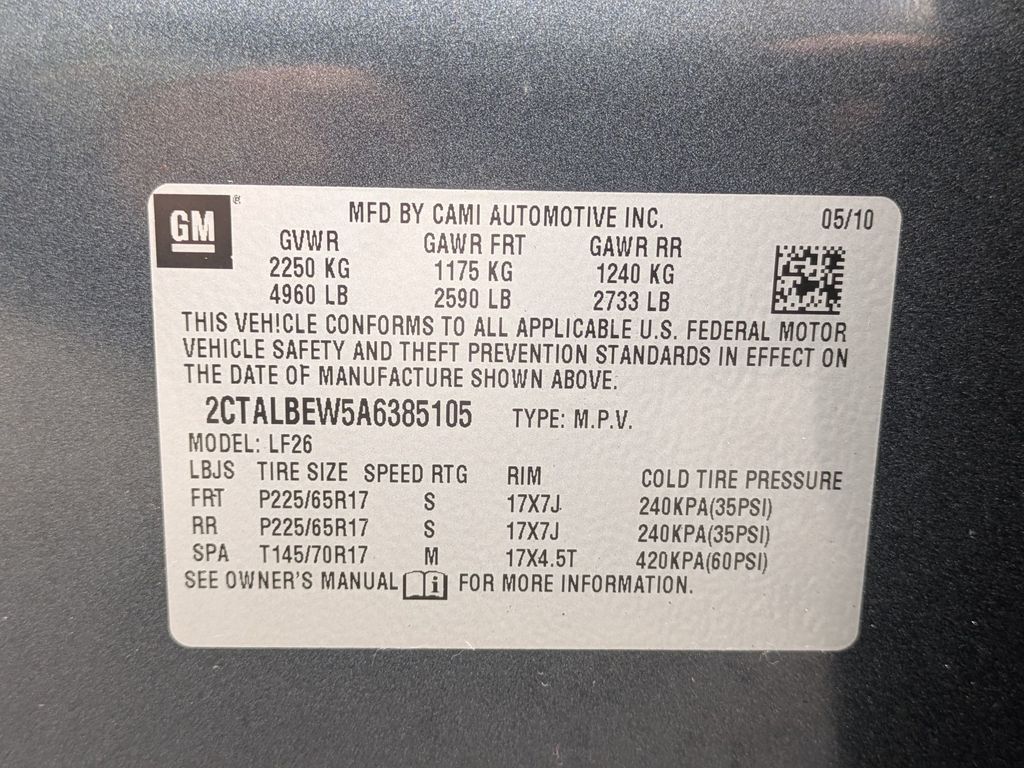 GM ®
MFD BY CAMI AUTOMOTIVE INC. 05/10
GVWR GAWR FRT GAWR RR
2250 KG 1175 KG 1240 KG
4960 LB 2590 LB 2733 LB
THIS VEHICLE CONFORMS TO ALL APPLICABLE U.S. FEDERAL MOTOR
VEHICLE SAFETY AND THEFT PREVENTION STANDARDS IN EFFECT ON
THE DATE OF MANUFACTURE SHOWN ABOVE.
2CTALBEW5A6385105 TYPE: M.P.V.
MODEL: LF26
LBJS TIRE SIZE SPEED RTG RIM COLD TIRE PRESSURE
FRT P225/65R17 S 17X7J 240KPA(35PSI)
RR P225/65R17 S 17X7J 240KPA(35PSI)
SPA T145/70R17 M 17X4.5T 420KPA(60PSI)
SEE OWNER'S MANUAL i FOR MORE INFORMATION.